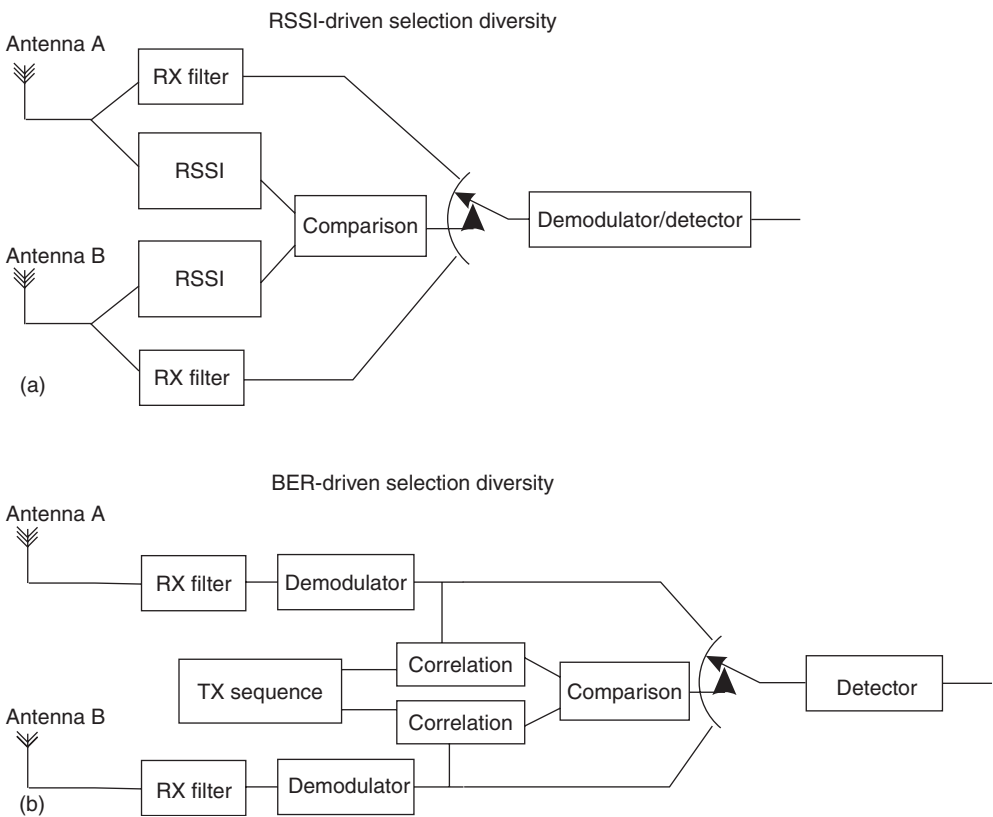 RSSI-driven selection diversity
Antenna A
RX filter
RSSI
Comparison
Demodulator/detector
Antenna B
RSSI
RX filter
(a)
BER-driven selection diversity
Antenna A
RX filter
Demodulator
Correlation
TX sequence
Comparison
Detector
Correlation
Antenna B
RX filter
Demodulator
(b)